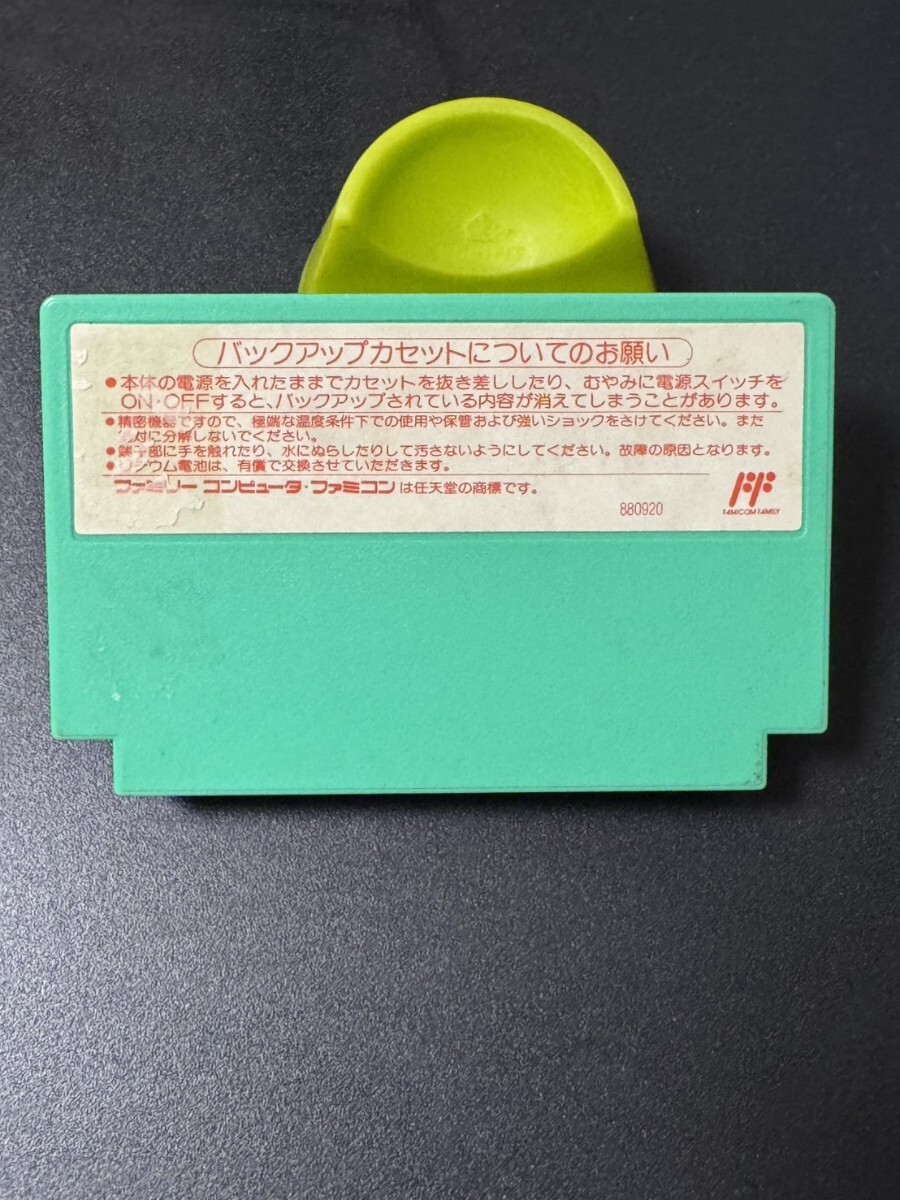 バックアップカセットについてのお願い
●本体の電源を入れたままでカセットを抜き差ししたり、むやみに電源スイッチを
ON・OFFすると、バックアップされている内容が消えてしまうことがあります。
●精密機器ですので、極端な温度条件下での使用や保管および強いショックをさけてください。また
対に分解しないでください。
●端子部に手を触れたり、水にぬらしたりして汚さないようにしてください。故障の原因となります。
●リチウム電池は、有償で交換させていただきます。
ファミリーコンピュータ・ファミコンは任天堂の商標です。
880920
FAMICOM FAMILY